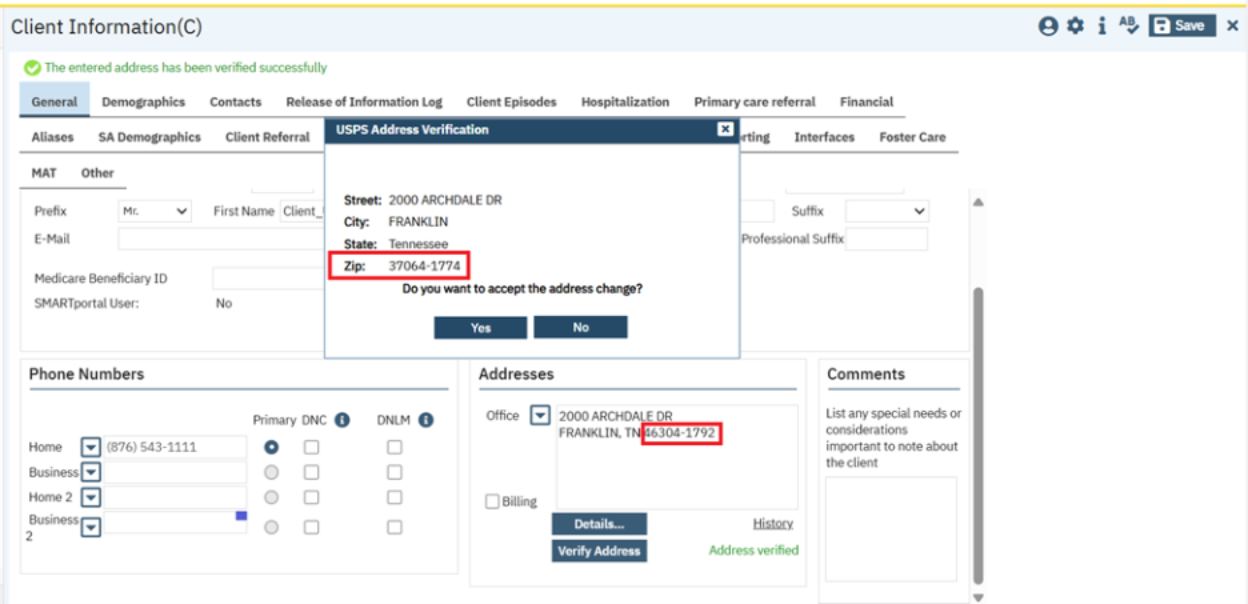 Client Information(C)
Save
The entered address has been verified successfully
General Demographics Contacts Release of Information Log Client Episodes Hospitalization Primary care referral Financial
Aliases SA Demographics Client Referral Interfaces Foster Care
MAT Other
USPS Address Verification
Street: 2000 ARCHDALE DR
City: FRANKLIN
State: Tennessee
Zip: 37064-1774
Do you want to accept the address change?
Yes No
Prefix Mr. First Name Client_ Suffix
E-Mail Professional Suffix
Medicare Beneficiary ID
SMARTportal User: No
Phone Numbers
Primary DNC DNLM
Home (876) 543-1111
Business
Home 2
Business
2
Addresses
Office 2000 ARCHDALE DR
FRANKLIN, TN 46304-1792
Billing
Details... History
Verify Address Address verified
Comments
List any special needs or
considerations
important to note about
the client